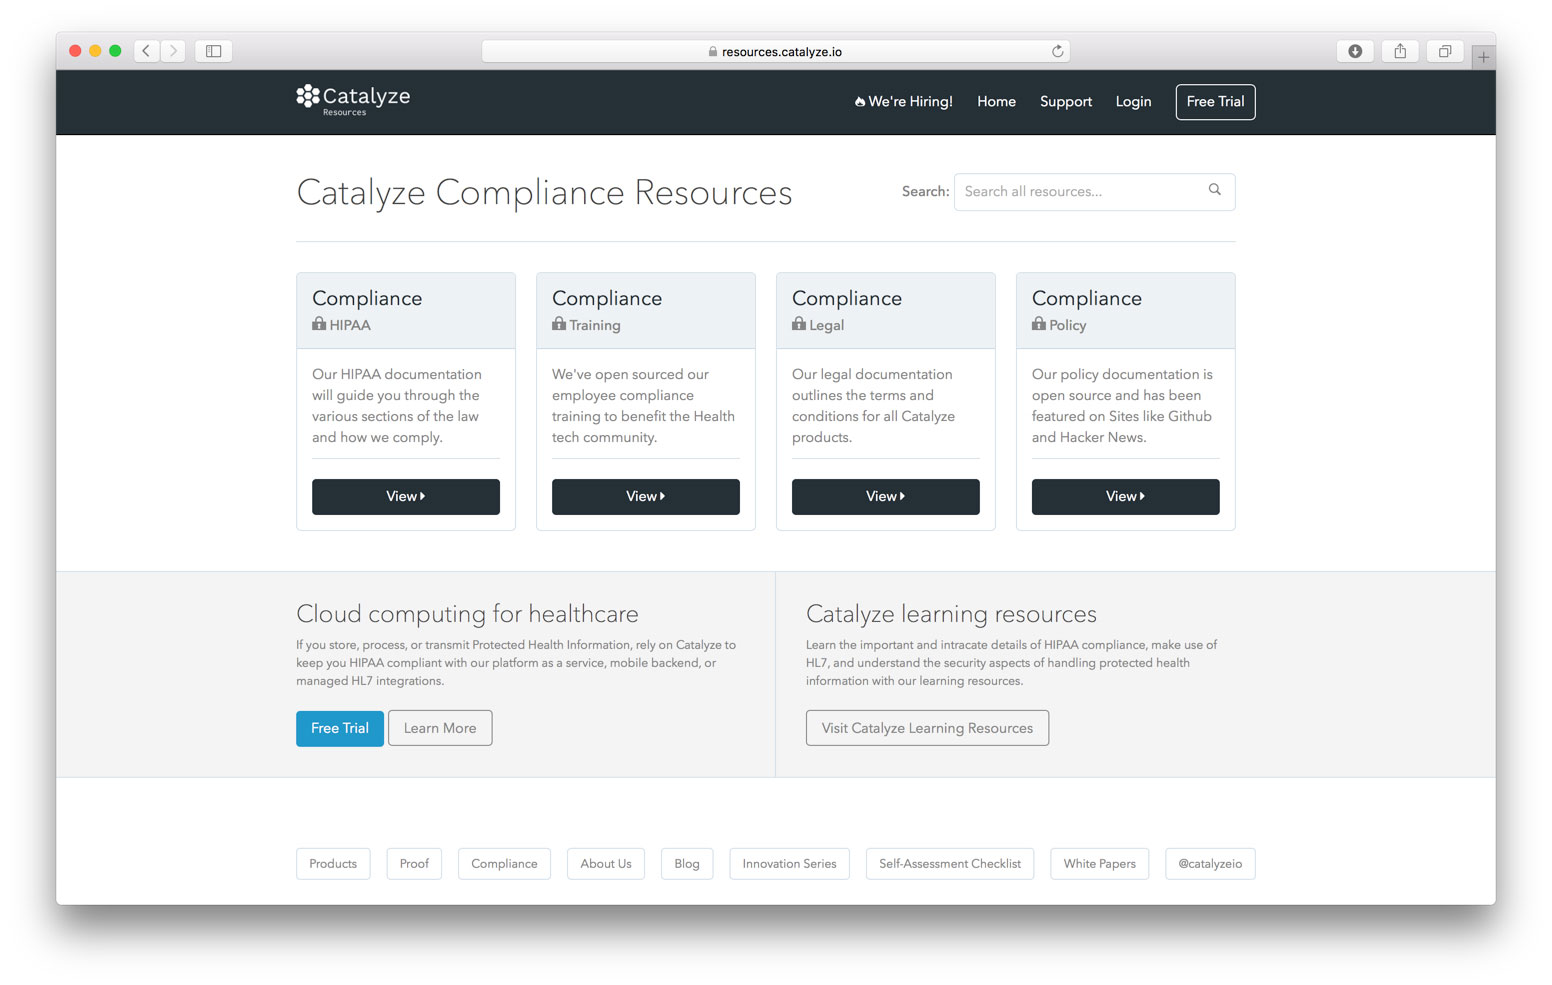 resources.catalyze.io
Catalyze
Resources
We're Hiring!
Home
Support
Login
Free Trial
Catalyze Compliance Resources
Search:
Search all resources...
Compliance
HIPAA
Our HIPAA documentation
will guide you through the
various sections of the law
and how we comply.
View
Compliance
Training
We've open sourced our
employee compliance
training to benefit the Health
tech community.
View
Compliance
Legal
Our legal documentation
outlines the terms and
conditions for all Catalyze
products.
View
Compliance
Policy
Our policy documentation is
open source and has been
featured on Sites like Github
and Hacker News.
View
Cloud computing for healthcare
If you store, process, or transmit Protected Health Information, rely on Catalyze to
keep you HIPAA compliant with our platform as a service, mobile backend, or
managed HL7 integrations.
Free Trial
Learn More
Catalyze learning resources
Learn the important and intracate details of HIPAA compliance, make use of
HL7, and understand the security aspects of handling protected health
information with our learning resources.
Visit Catalyze Learning Resources
Products
Proof
Compliance
About Us
Blog
Innovation Series
Self-Assessment Checklist
White Papers
@catalyzeio